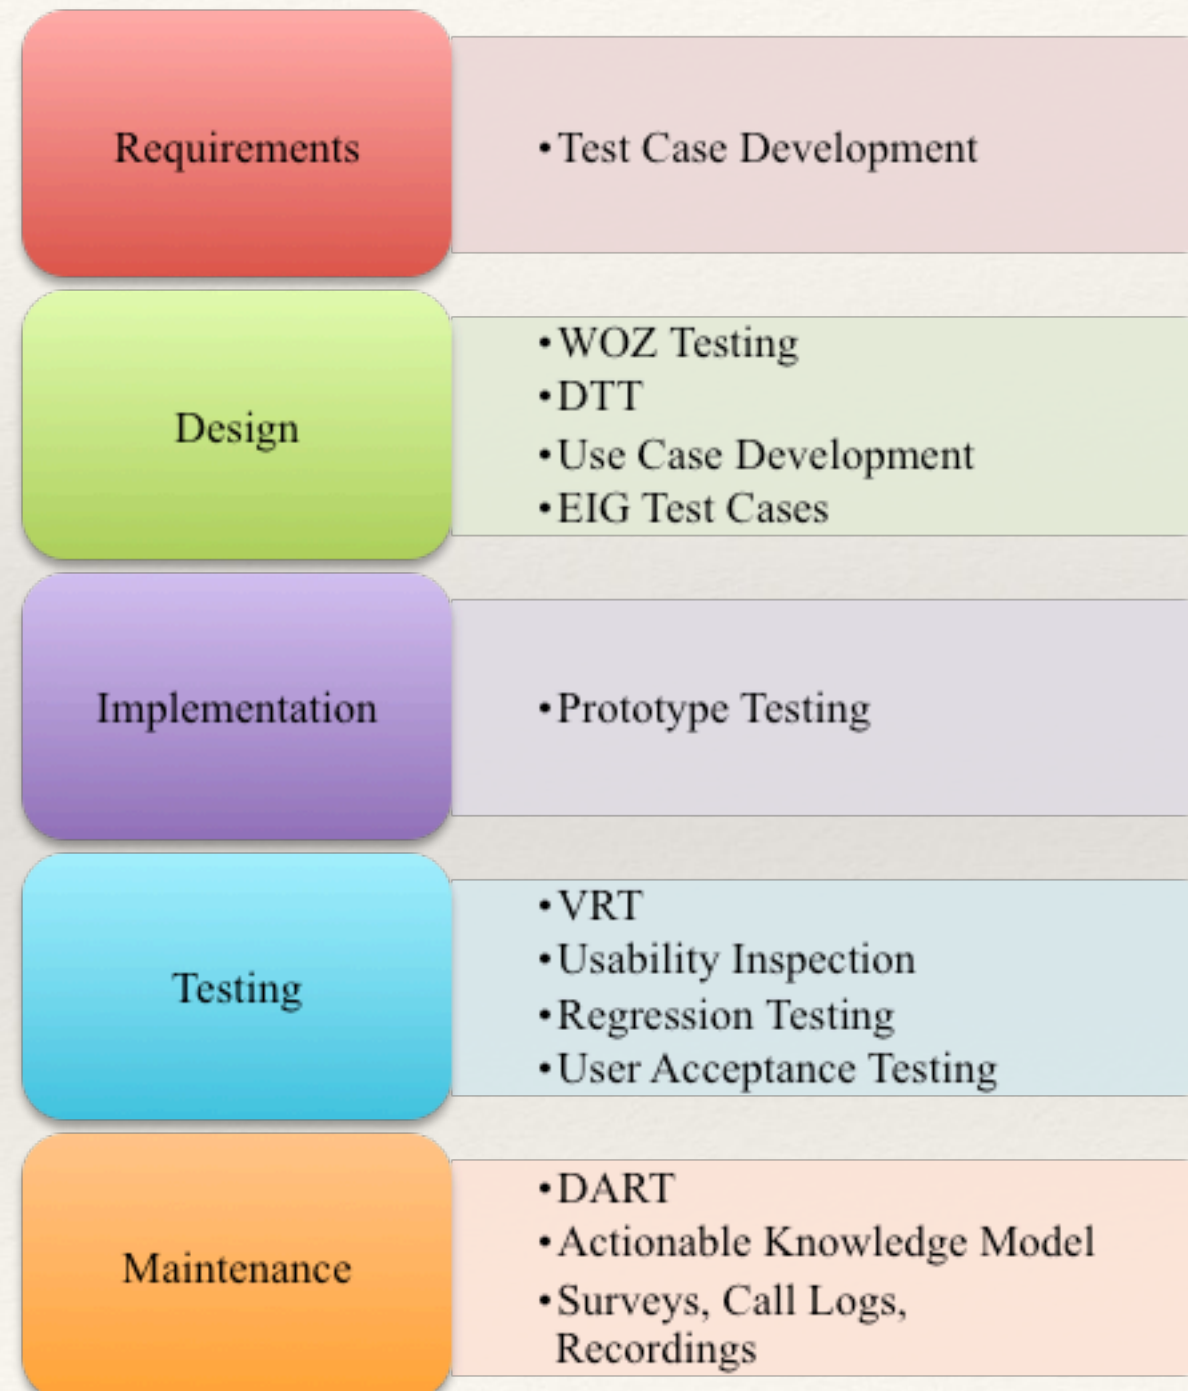 Requirements
•Test Case Development
Design
•WOZ Testing
•DTT
•Use Case Development
•EIG Test Cases
Implementation
•Prototype Testing
Testing
•VRT
•Usability Inspection
•Regression Testing
•User Acceptance Testing
Maintenance
•DART
•Actionable Knowledge Model
•Surveys, Call Logs,
Recordings